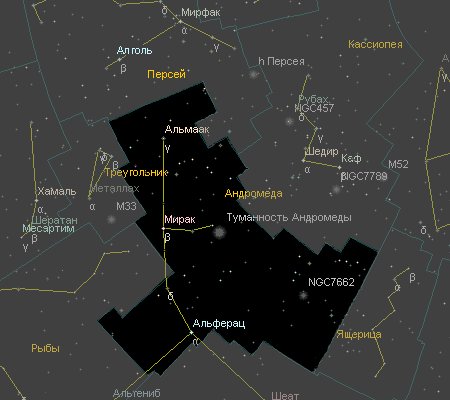 Мирфак
δ
α
γ
Кассиопея
Алголь
β
Персей
h Персея
Рубах
δ
NGC457
γ
Альмаак
γ
Шедир
α
Каф
β
NGC7789
M52
β
γ
Треугольник
Металлах
α
Андромеда
Хамаль
α
Шератан
β
Месартим
γ
M33
Мирак
β
Туманность Андромеды
NGC7662
α
β
δ
Альферац
α
Ящерица
Рыбы
Альгениб
Шеат